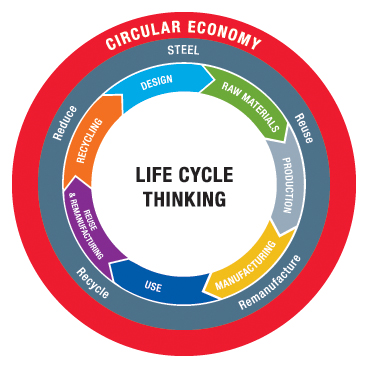 CIRCULAR ECONOMY
STEEL
Reduce
Reuse
Remanufacture
Recycle
DESIGN
RAW MATERIALS
PRODUCTION
MANUFACTURING
USE
REUSE
& REMANUFACTURING
RECYCLING
LIFE CYCLE
THINKING